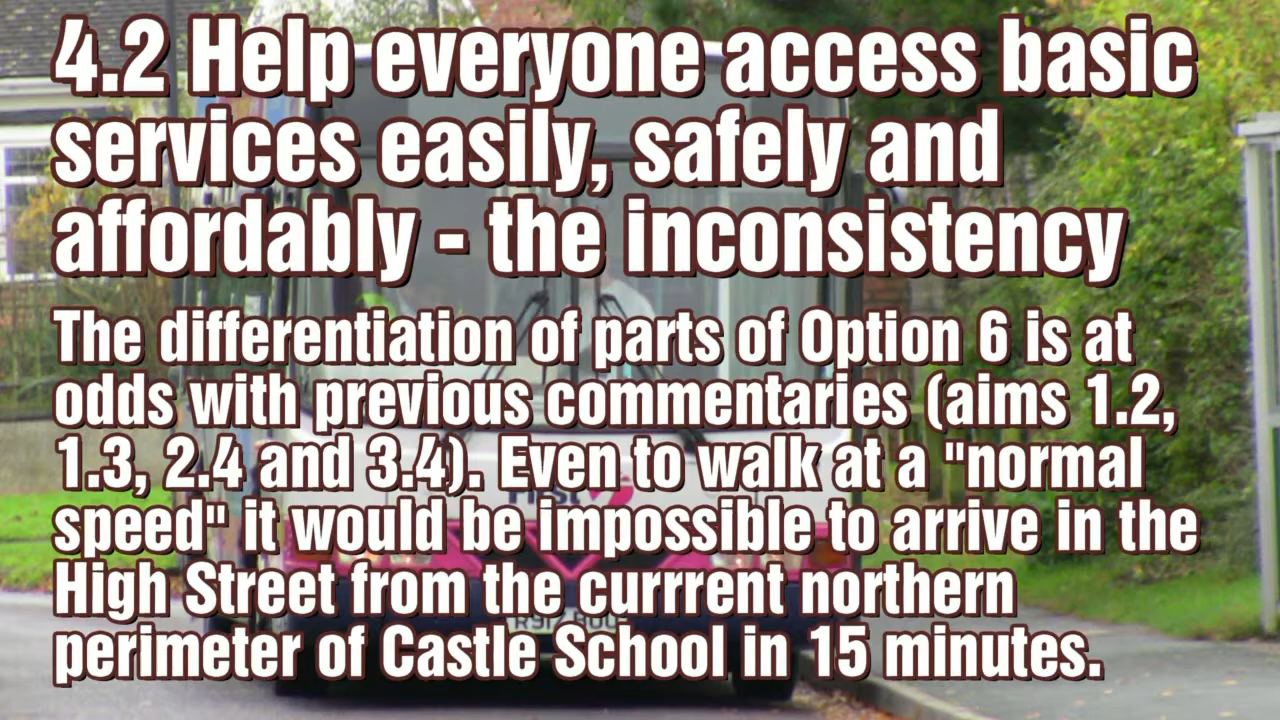 4.2 Help everyone access basic
services easily, safely and
affordably - the inconsistency
The differentiation of parts of Option 6 is at
odds with previous commentaries (aims 1.2,
1.3, 2.4 and 3.4). Even to walk at a "normal
speed" it would be impossible to arrive in the
High Street from the currrent northern
perimeter of Castle School in 15 minutes.
First